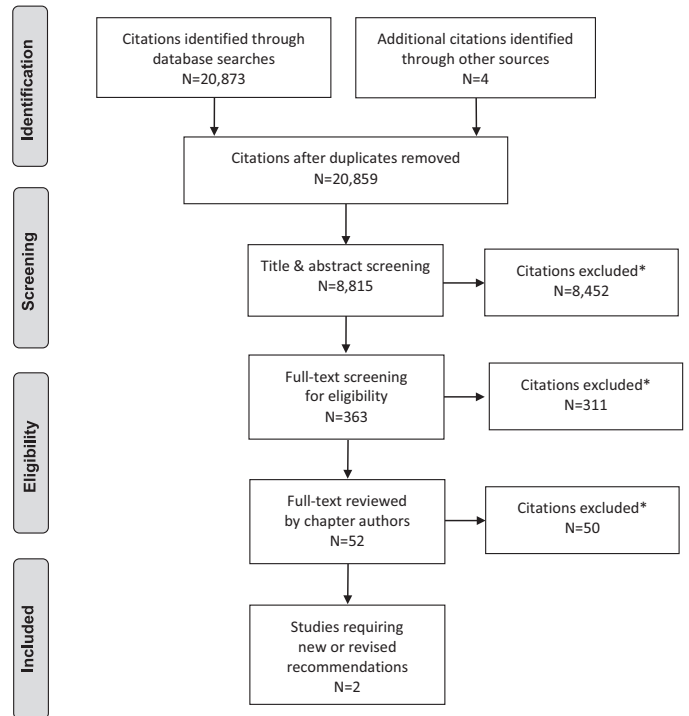 Identification
Citations identified through
database searches
N=20,873
Additional citations identified
through other sources
N=4
Citations after duplicates removed
N=20,859
Screening
Title & abstract screening
N=8,815
Citations excluded*
N=8,452
Eligibility
Full-text screening
for eligibility
N=363
Citations excluded*
N=311
Full-text reviewed
by chapter authors
N=52
Citations excluded*
N=50
Included
Studies requiring
new or revised
recommendations
N=2